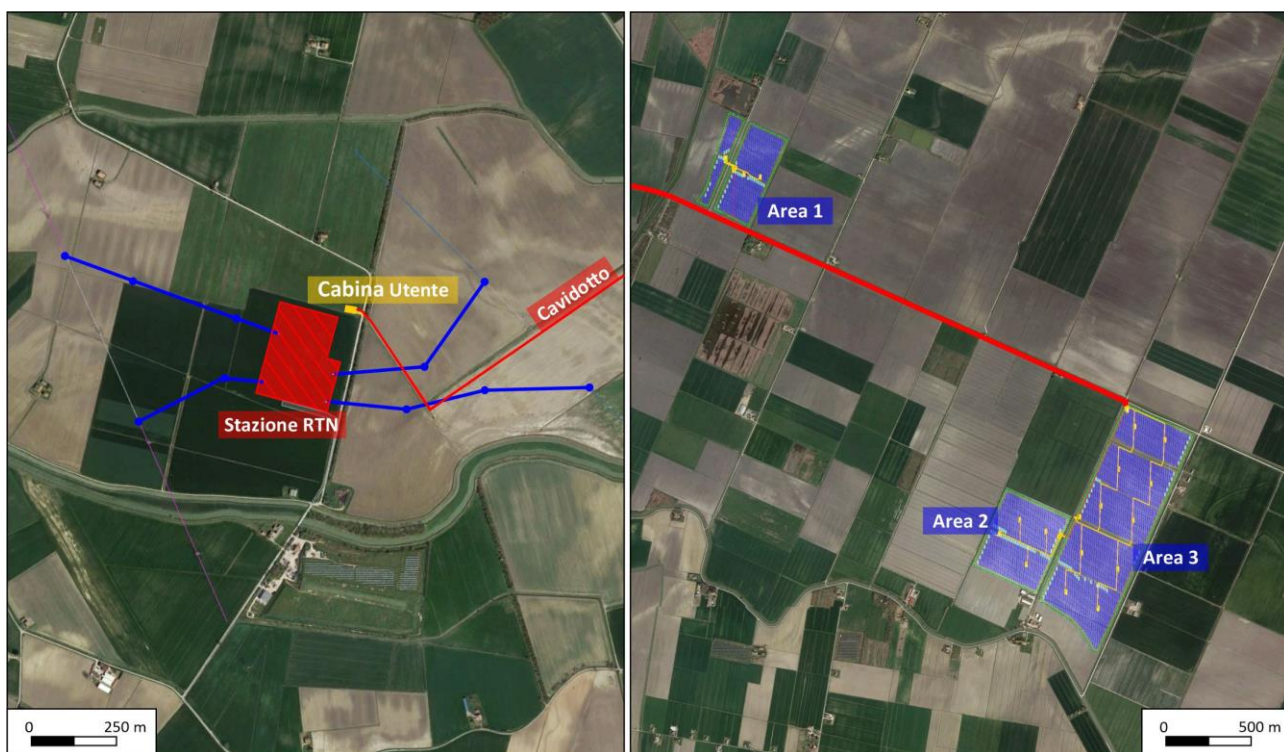 Cabina Utente
Cavidotto
Stazione RTN
0 250 m
Area 1
Area 2
Area 3
0 500 m